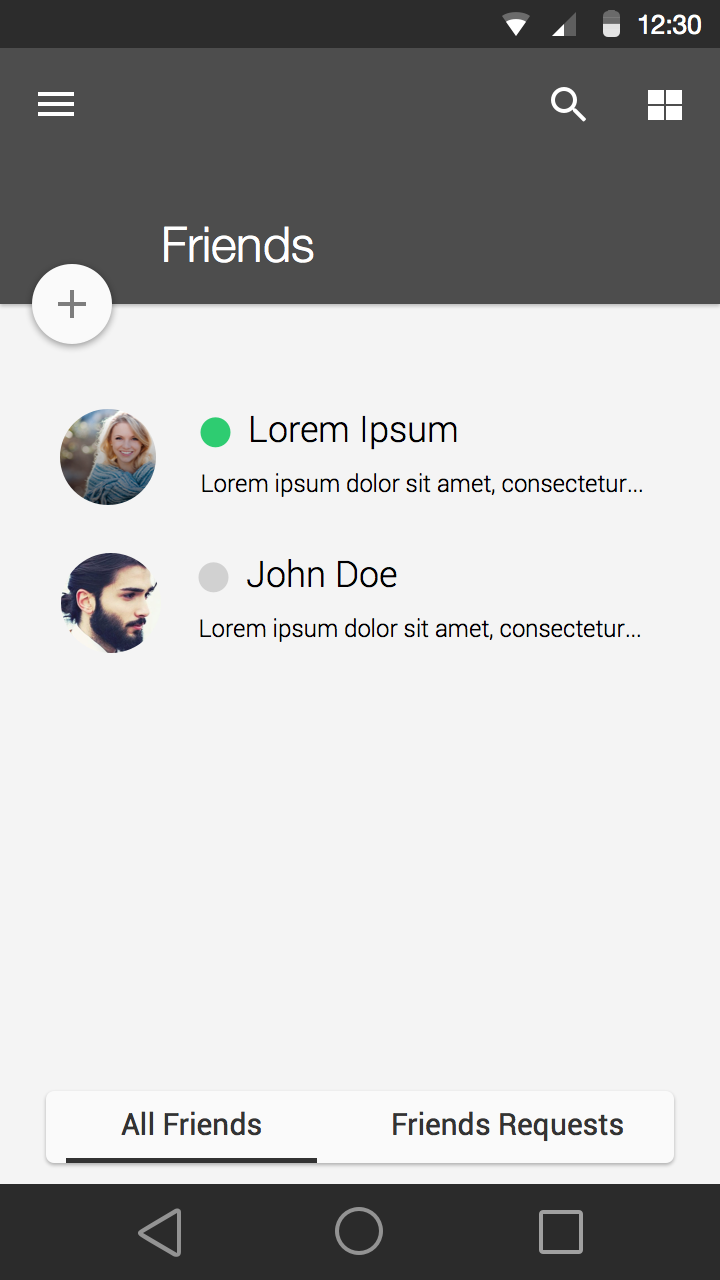 12:30
Friends
Lorem Ipsum
Lorem ipsum dolor sit amet, consectetur...
John Doe
Lorem ipsum dolor sit amet, consectetur...
All Friends
Friends Requests